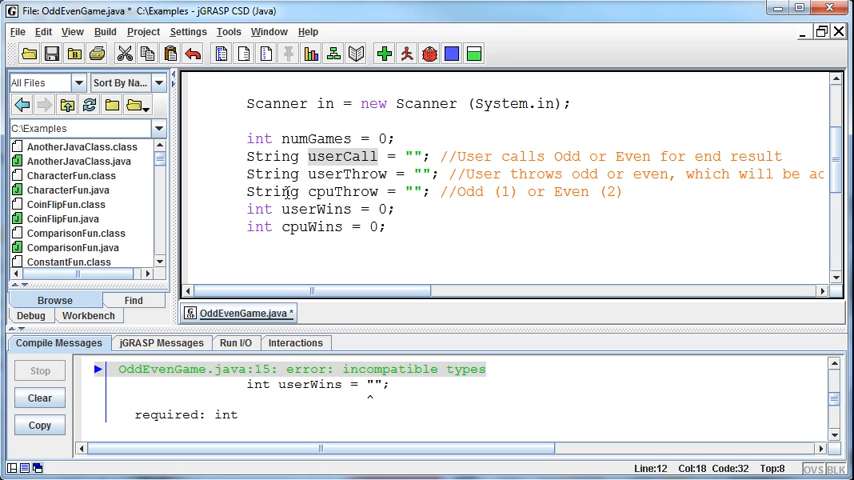 File: OddEvenGame.java * C:\Examples - jGRASP CSD (Java)
File Edit View Build Project Settings Tools Window Help
All Files Sort By Na...
C:\Examples
AnotherJavaClass.class
AnotherJavaClass.java
CharacterFun.class
CharacterFun.java
CoinFlipFun.class
CoinFlipFun.java
ComparisonFun.class
ComparisonFun.java
ConstantFun.class
Browse Find
Debug Workbench
Scanner in = new Scanner (System.in);
int numGames = 0;
String userCall = ""; //User calls Odd or Even for end result
String userThrow = ""; //User throws odd or even, which will be ad
String cpuThrow = ""; //Odd (1) or Even (2)
int userWins = 0;
int cpuWins = 0;
OddEvenGame.java *
Compile Messages jGRASP Messages Run I/O Interactions
Stop
Clear
Copy
OddEvenGame.java:15: error: incompatible types
int userWins = "";
^
required: int
Line:12 Col:18 Code:32 Top:8 OVS BLK